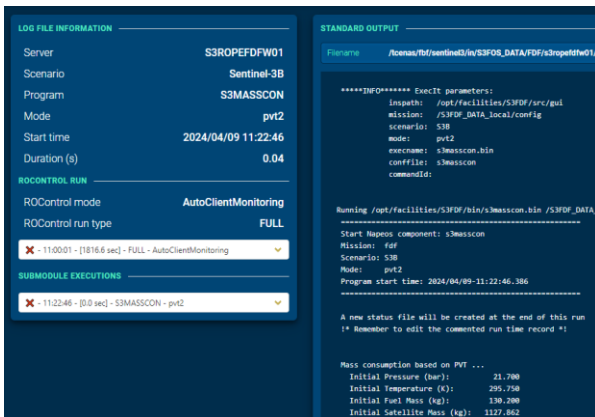 LOG FILE INFORMATION
Server S3ROPEFDFW01
Scenario Sentinel-3B
Program S3MASSCON
Mode pvt2
Start time 2024/04/09 11:22:46
Duration (s) 0.04
ROCONTROL RUN
ROControl mode AutoClientMonitoring
ROControl run type FULL
- 11:00:01 - [1816.6 sec] - FULL - AutoClientMonitoring
SUBMODULE EXECUTIONS
- 11:22:46 - [0.0 sec] - S3MASSCON - pvt2
STANDARD OUTPUT
Filename /tcenas/fbf/sentinel3/in/S3FOS_DATA/FDF/s3ropefdfw01/
*****INFO******* ExecIt parameters:
inspath: /opt/facilities/S3FDF/src/gui
mission: /S3FDF_DATA_local/config
scenario: S3B
mode: pvt2
execname: s3masscon.bin
conffile: s3masscon
commandId:
Running /opt/facilities/S3FDF/bin/s3masscon.bin /S3FDF_DATA_
====================================================
Start Napeos component: s3masscon
Mission: fdf
Scenario: S3B
Mode: pvt2
Program start time: 2024/04/09-11:22:46.386
====================================================
A new status file will be created at the end of this run
!* Remember to edit the commented run time record *!
Mass consumption based on PVT ...
Initial Pressure (bar): 21.700
Initial Temperature (K): 295.750
Initial Fuel Mass (kg): 130.200
Initial Satellite Mass (kg): 1127.862